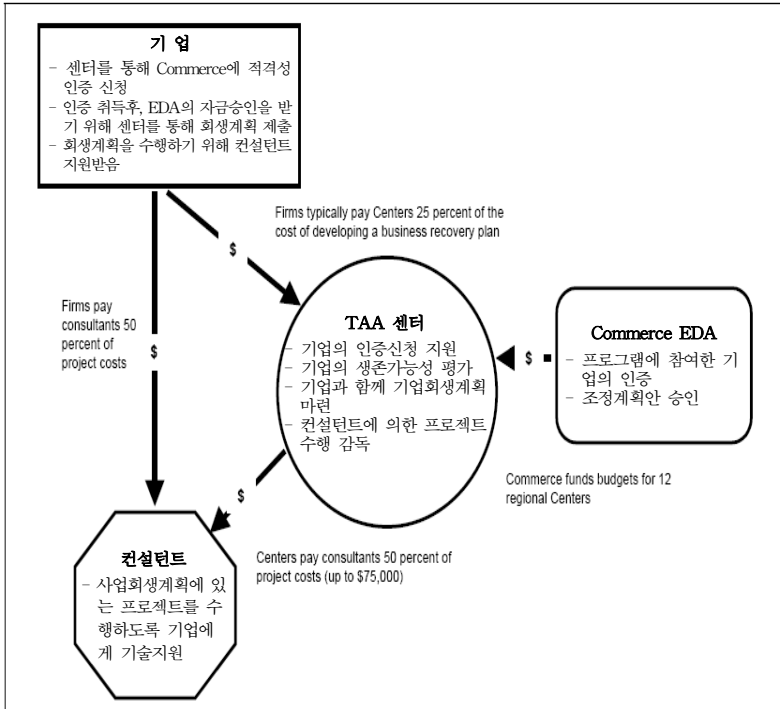 기 업
- 센터를 통해 Commerce에 적격성
인증 신청
- 인증 취득후, EDA의 자금승인을 받
기 위해 센터를 통해 회생계획 제출
- 회생계획을 수행하기 위해 컨설턴트
지원받음
Firms typically pay Centers 25 percent of the
cost of developing a business recovery plan
$
Firms pay
consultants 50
percent of
project costs
$
TAA 센터
- 기업의 인증신청 지원
- 기업의 생존가능성 평가
- 기업과 함께 기업회생계획
마련
- 컨설턴트에 의한 프로젝트
수행 감독
$
Commerce EDA
- 프로그램에 참여한 기
업의 인증
- 조정계획안 승인
Commerce funds budgets for 12
regional Centers
$
Centers pay consultants 50 percent of
project costs (up to $75,000)
컨설턴트
- 사업회생계획에 있
는 프로젝트를 수
행하도록 기업에
게 기술지원